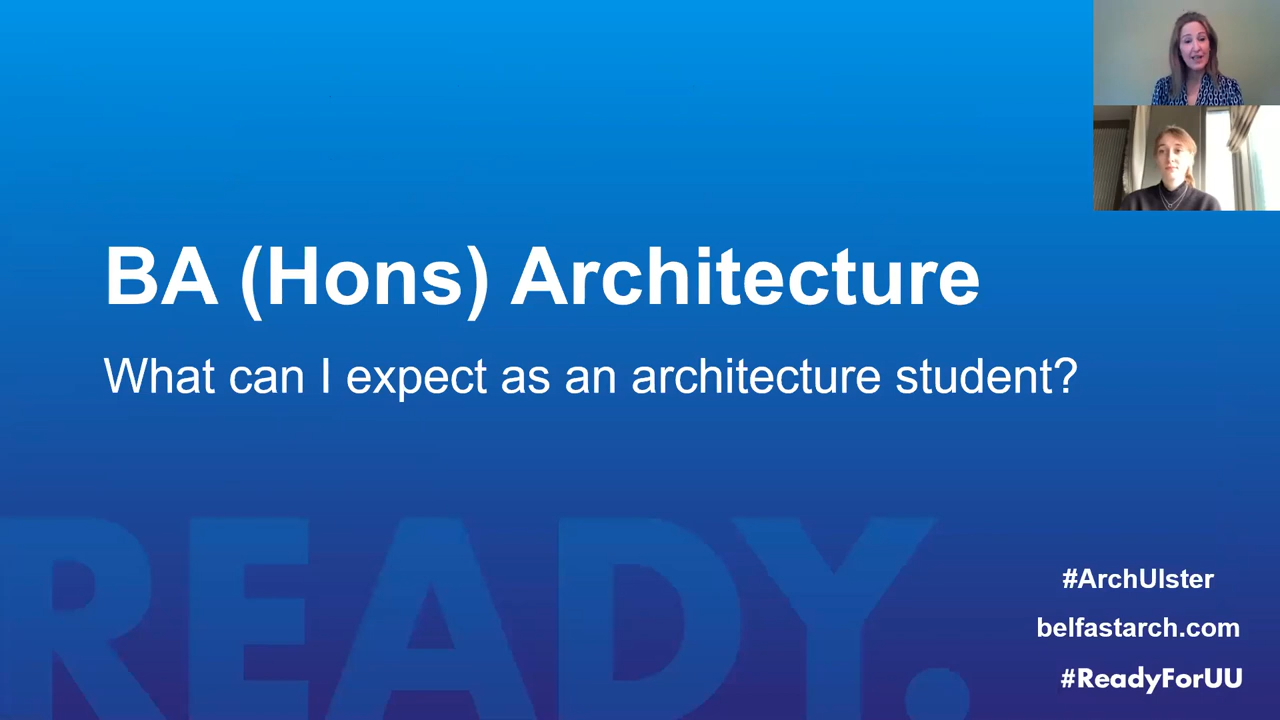 BA (Hons) Architecture
What can I expect as an architecture student?
READY.
#ArchUlster
belfastarch.com
#ReadyForUU